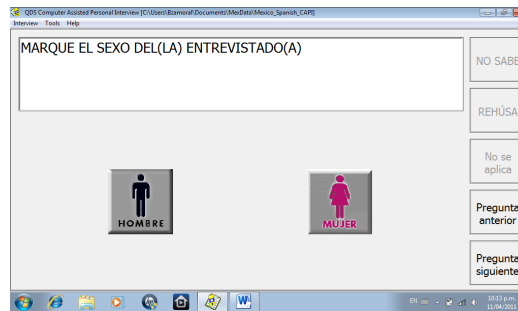 QDS Computer Assisted Personal Interview [C:\Users\Bzamoral\Documents\MexData\Mexico_Spanish_CAPI]
Interview Tools Help
MARQUE EL SEXO DEL(LA) ENTREVISTADO(A)
NO SABE
REHÚSA
No se
aplica
HOMBRE
MUJER
Pregunta
anterior
Pregunta
siguiente
EN
10:13 p.m.
11/04/2011